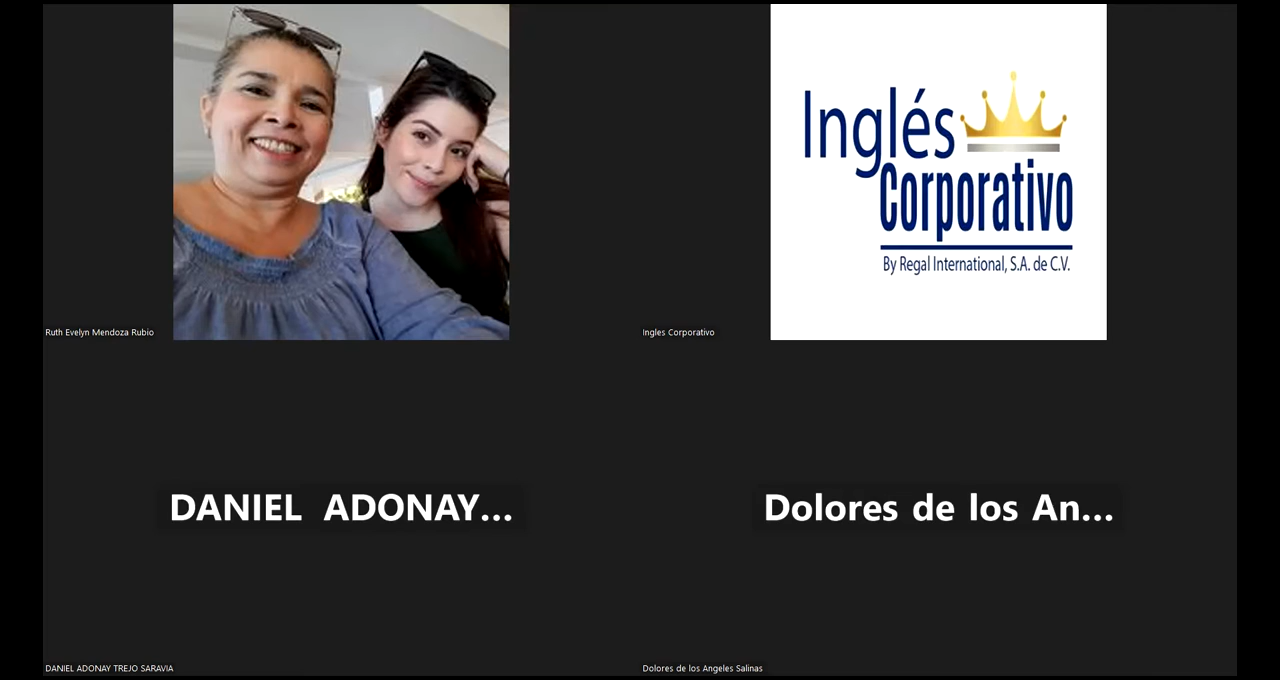 Inglés
Corporativo
By Regal International, S.A. de C.V.
Ruth Evelyn Mendoza Rubio
Ingles Corporativo
DANIEL ADONAY...
Dolores de los An...
DANIEL ADONAY TREJO SARAVIA
Dolores de los Angeles Salinas